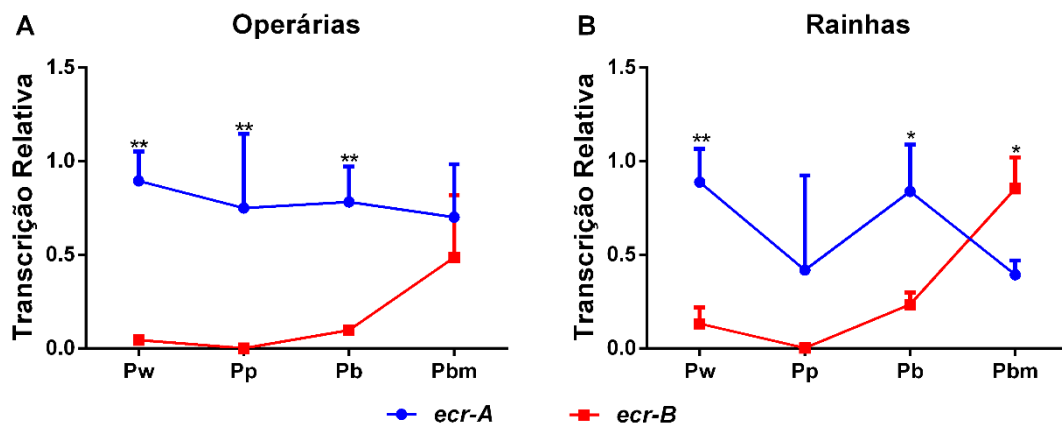 A Operárias
Transcrição Relativa
1.5
1.0
0.5
0.0
** ** **
Pw Pp Pb Pbm
B Rainhas
Transcrição Relativa
1.5
1.0
0.5
0.0
** * *
Pw Pp Pb Pbm
ecr-A ecr-B